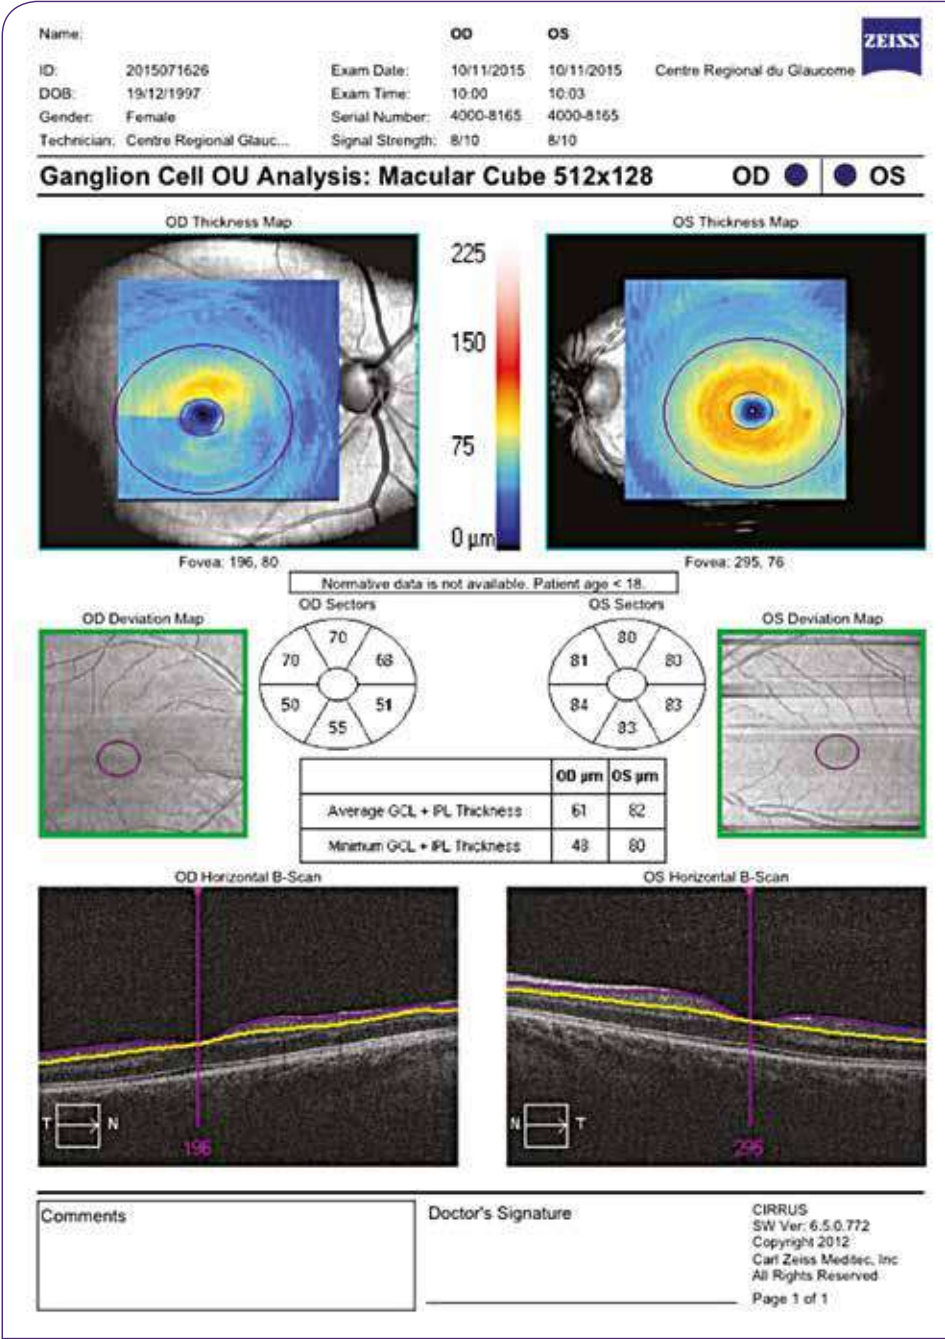 Name: OD OS
ZEISS
ID: 2015071626 Exam Date: 10/11/2015 10/11/2015 Centre Regional du Glaucome
DOB: 19/12/1997 Exam Time: 10:00 10:03
Gender: Female Serial Number: 4000-8165 4000-8165
Technician: Centre Regional Glauc... Signal Strength: 8/10 8/10
Ganglion Cell OU Analysis: Macular Cube 512x128 OD OS
OD Thickness Map OS Thickness Map
225
150
75
0 µm
Fovea: 196, 80 Fovea: 295, 76
Normative data is not available. Patient age < 18.
OD Sectors OS Sectors
OD Deviation Map OS Deviation Map
70 80
70 68 81 83
50 51 84 83
55 83
OD µm OS µm
Average GCL + IPL Thickness 61 82
Minimum GCL + IPL Thickness 48 80
OD Horizontal B-Scan OS Horizontal B-Scan
T N N T
196 295
Comments Doctor's Signature CIRRUS
SW Ver: 6.5.0.772
Copyright 2012
Carl Zeiss Meditec, Inc
All Rights Reserved
Page 1 of 1